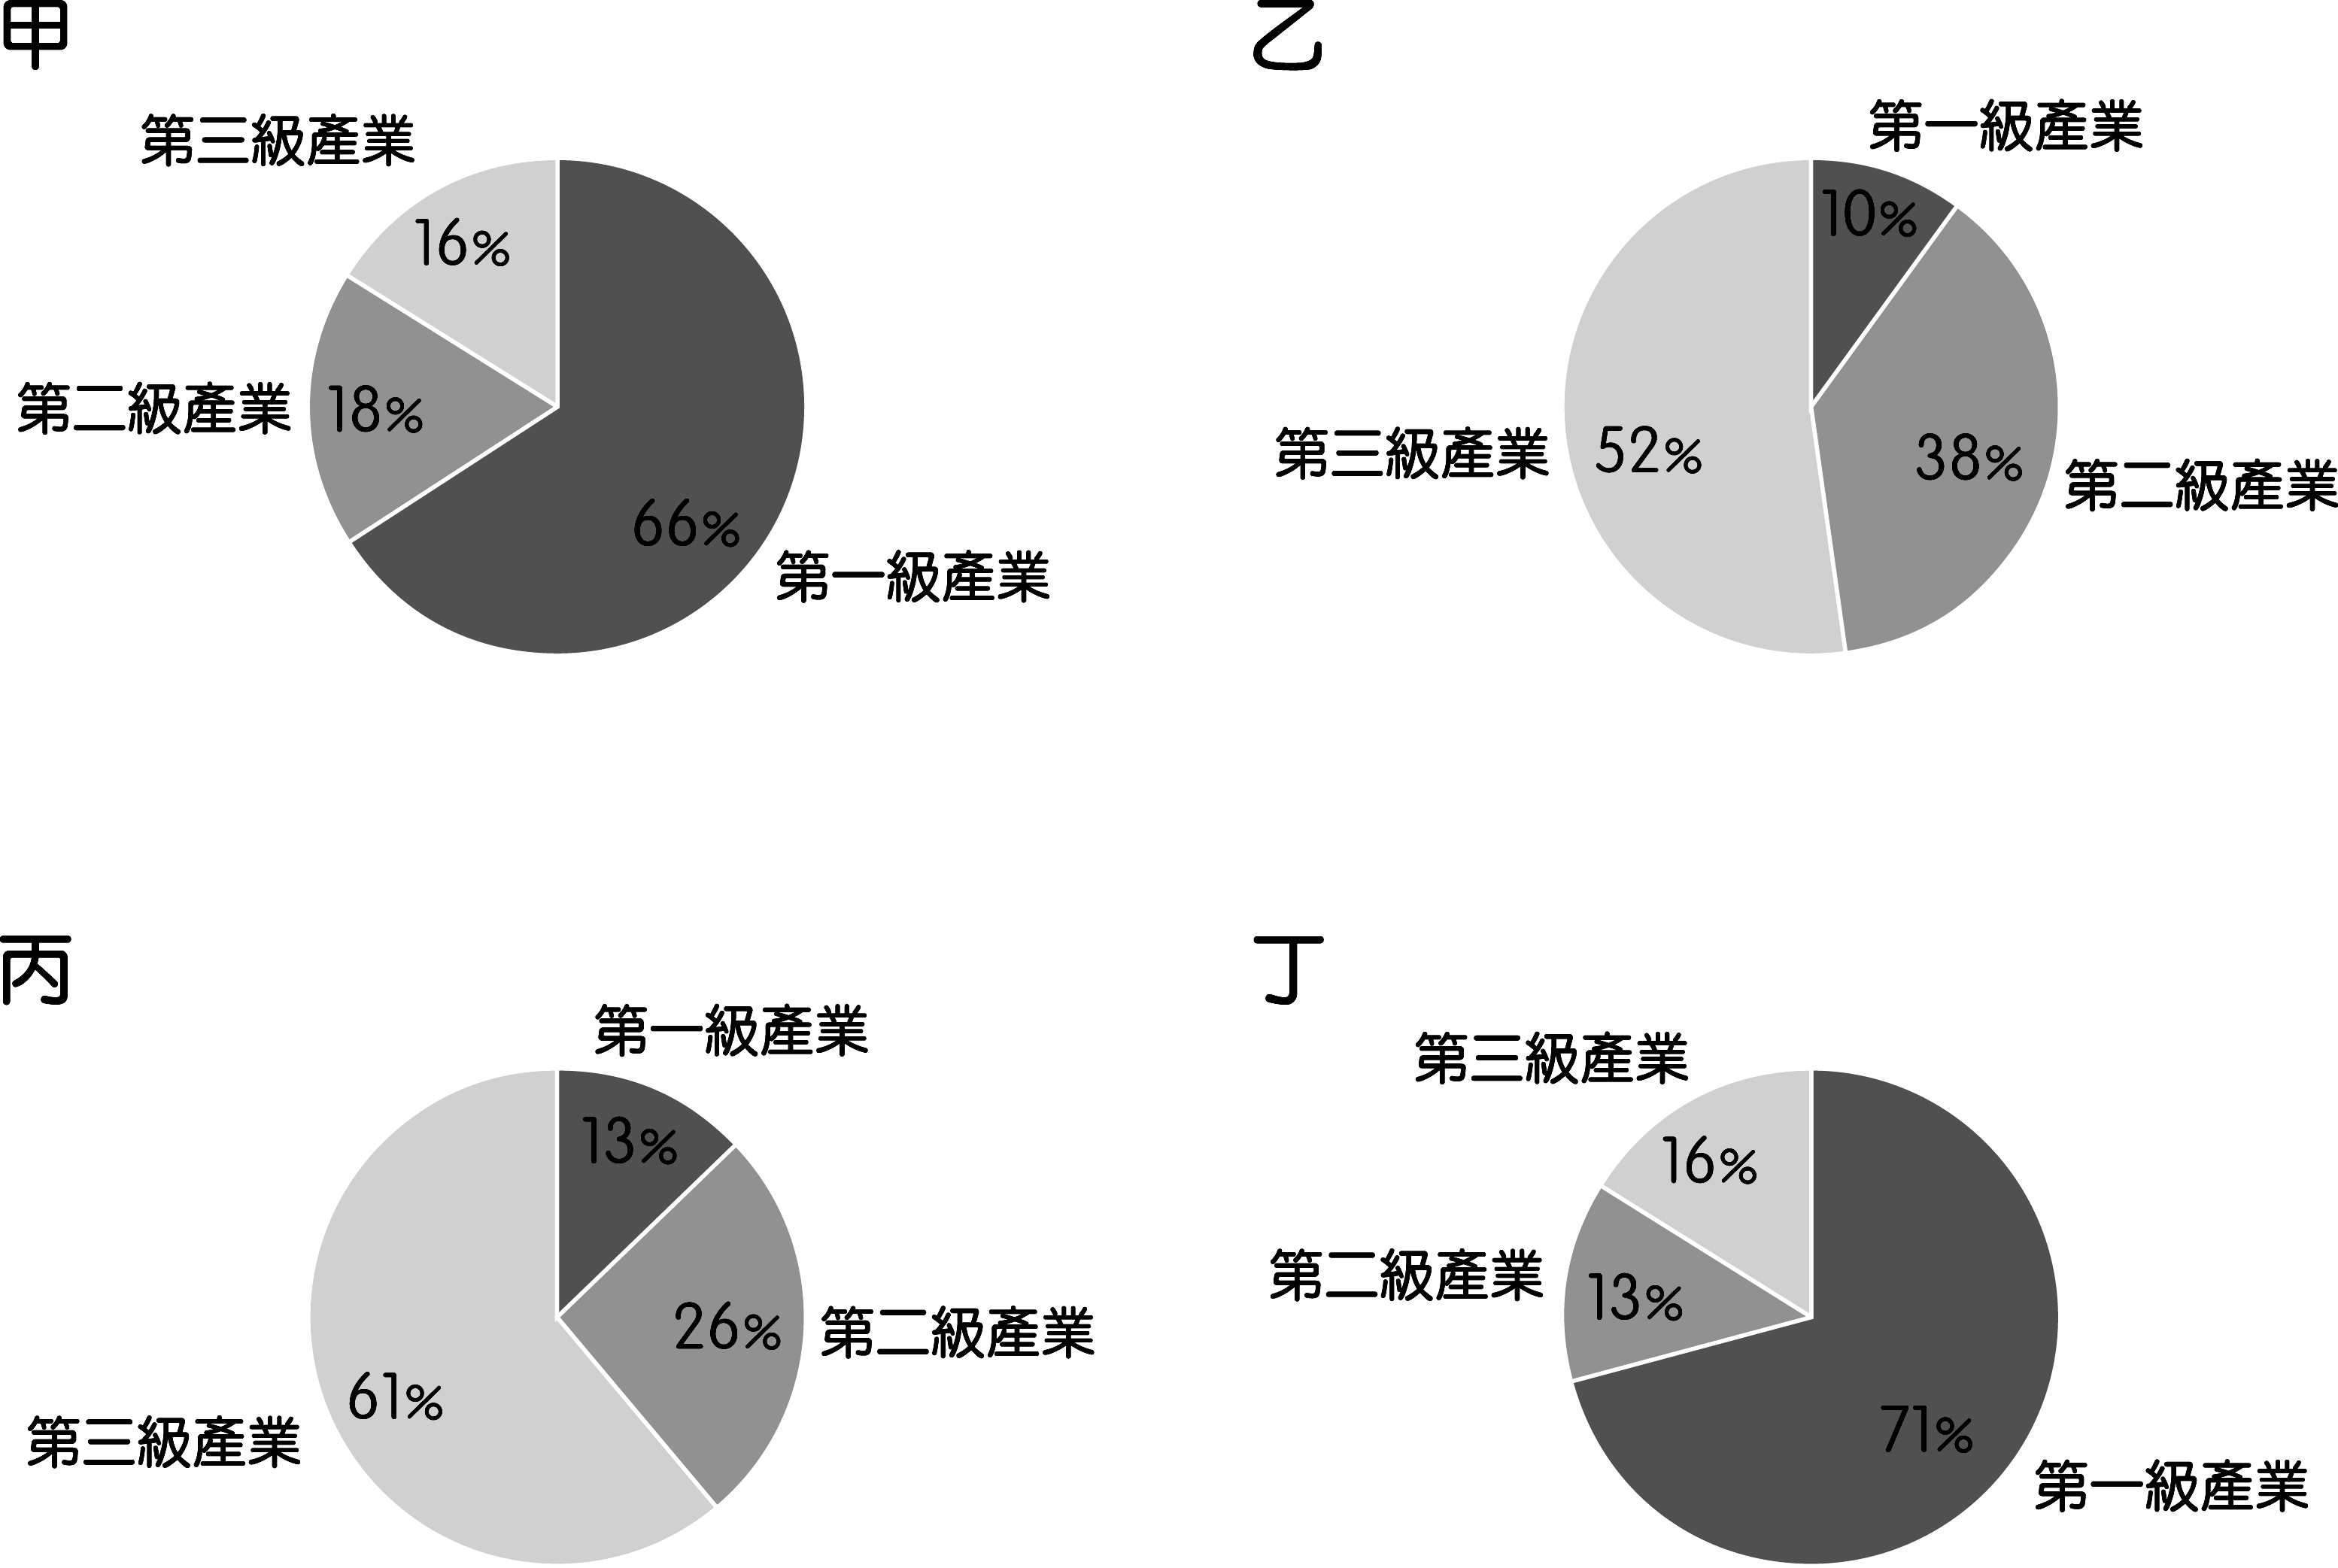 甲
第三級產業
16%
第二級產業
18%
66%
第一級產業
乙
第一級產業
10%
第三級產業
52%
38%
第二級產業
丙
第一級產業
13%
26%
第二級產業
61%
第三級產業
丁
第三級產業
16%
第二級產業
13%
71%
第一級產業